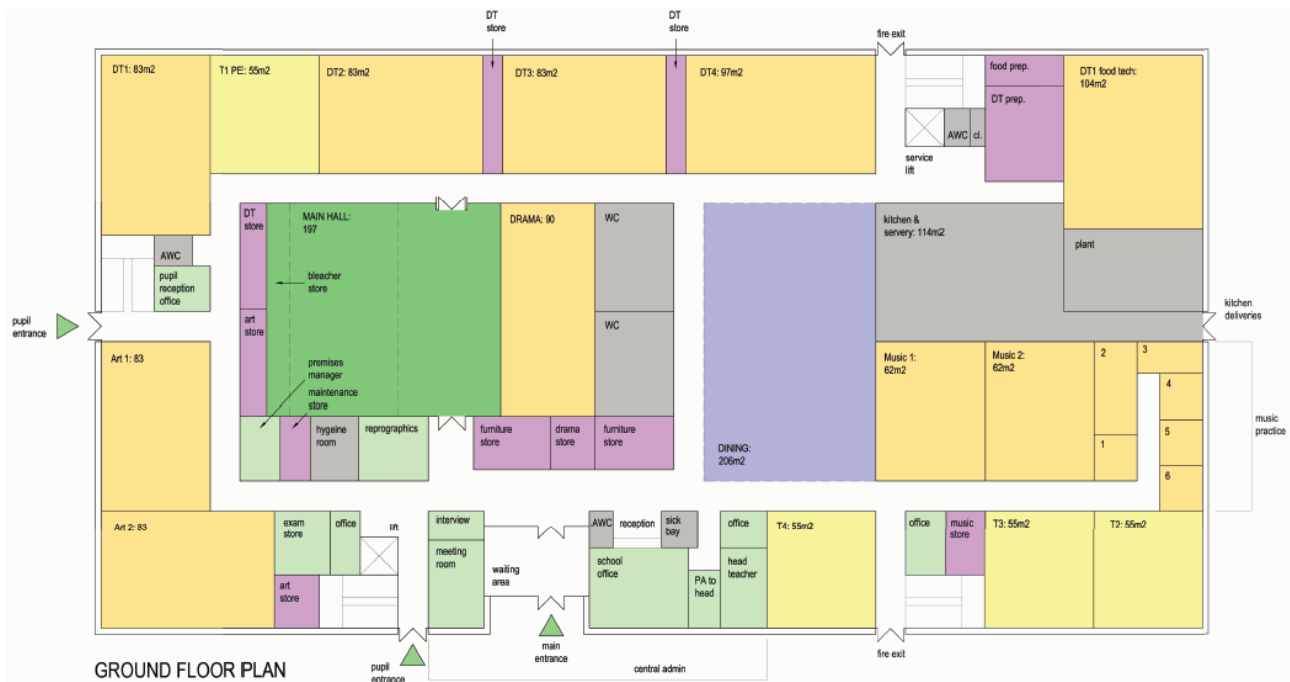 DT
store
DT
store
fire exit
DT1: 83m2
T1 PE: 55m2
DT2: 83m2
DT3: 83m2
DT4: 97m2
food prep.
DT1 food tech:
104m2
DT prep.
AWC
cl.
service
lift
DT
store
MAIN HALL:
197
DRAMA: 90
WC
kitchen &
servery: 114m2
plant
AWC
pupil
reception
office
bleacher
store
kitchen
deliveries
pupil
entrance
art
store
WC
Art 1: 83
premises
manager
maintenance
store
Music 1:
62m2
Music 2:
62m2
2
3
4
music
practice
hygeine
room
reprographics
furniture
store
drama
store
furniture
store
DINING:
206m2
1
5
6
Art 2: 83
exam
store
office
lift
interview
AWC
reception
sick
bay
office
T4: 55m2
office
music
store
T3: 55m2
T2: 55m2
meeting
room
waiting
area
school
office
PA to
head
head
teacher
art
store
main
entrance
fire exit
GROUND FLOOR PLAN
pupil
entrance
central admin